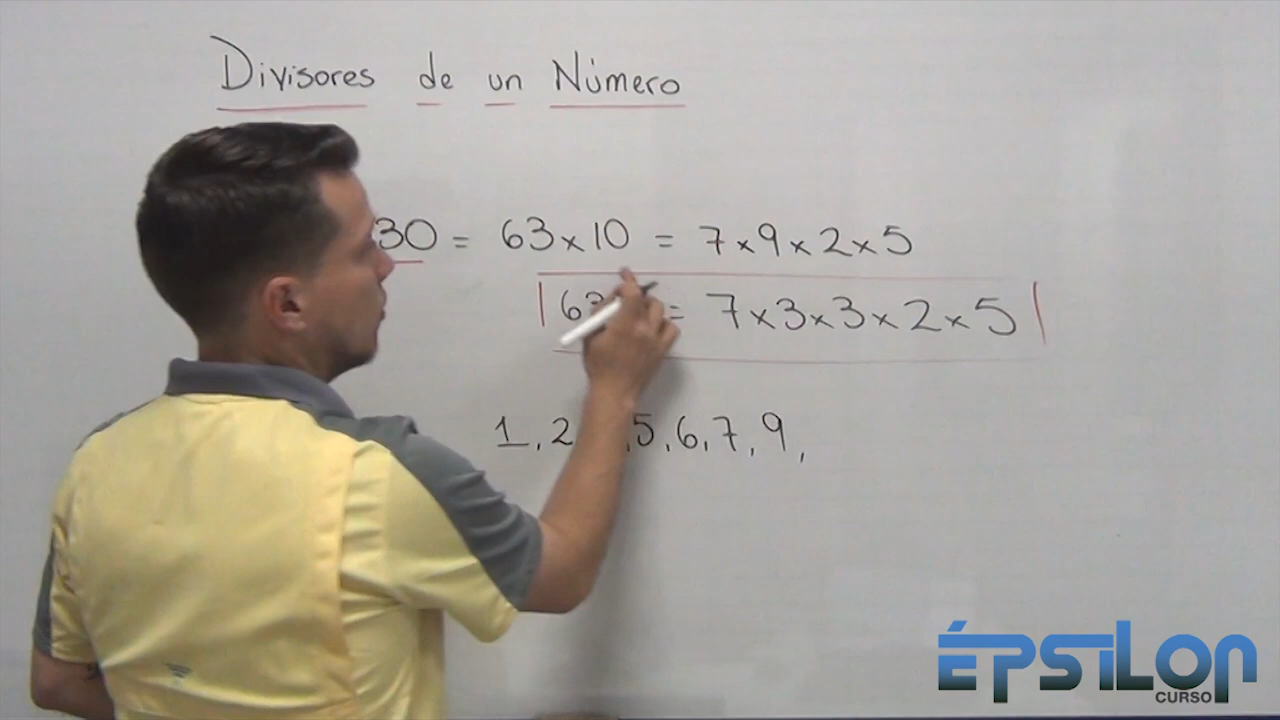 Divisores de un Número
30 = 63 x 10 = 7 x 9 x 2 x 5
63 = 7 x 3 x 3 x 2 x 5
1, 2, 5, 6, 7, 9,
ÉPSILON
CURSO